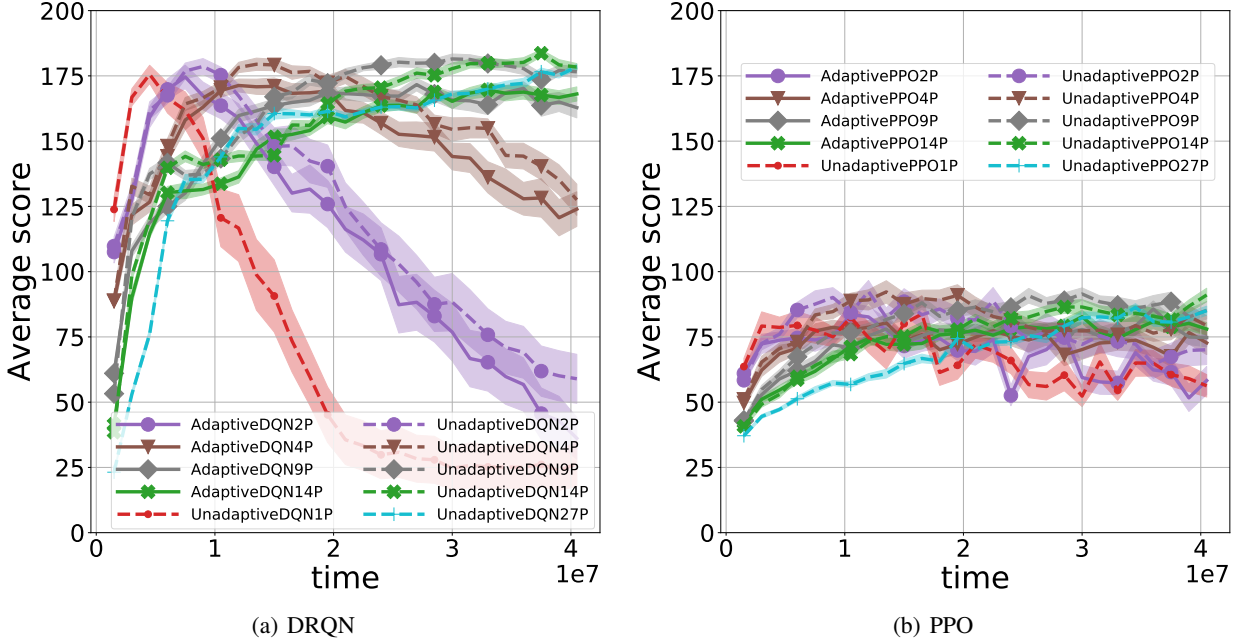 200
175
150
125
100
75
50
25
0
Average score
AdaptiveDQN2P
AdaptiveDQN4P
AdaptiveDQN9P
AdaptiveDQN14P
UnadaptiveDQN1P
UnadaptiveDQN2P
UnadaptiveDQN4P
UnadaptiveDQN9P
UnadaptiveDQN14P
UnadaptiveDQN27P
0 1 2 3 4
1e7
time
(a) DRQN
200
175
150
125
100
75
50
25
0
Average score
AdaptivePPO2P
AdaptivePPO4P
AdaptivePPO9P
AdaptivePPO14P
UnadaptivePPO1P
UnadaptivePPO2P
UnadaptivePPO4P
UnadaptivePPO9P
UnadaptivePPO14P
UnadaptivePPO27P
0 1 2 3 4
1e7
time
(b) PPO